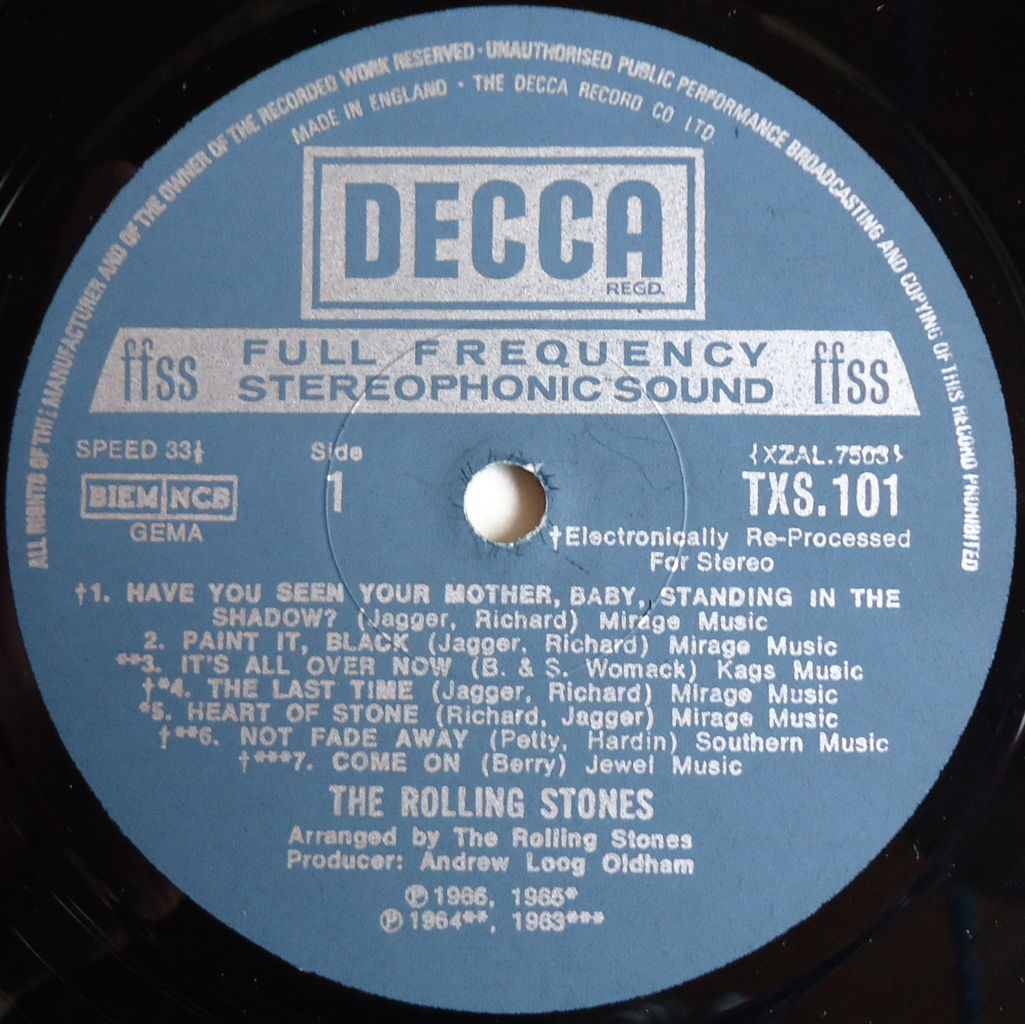 ALL RIGHTS OF THE MANUFACTURER AND OF THE OWNER OF THE RECORDED WORK RESERVED · UNAUTHORISED PUBLIC PERFORMANCE BROADCASTING AND COPYING OF THIS RECORD PROHIBITED
MADE IN ENGLAND · THE DECCA RECORD CO LTD
DECCA
REGD.
ffss FULL FREQUENCY ffss
STEREOPHONIC SOUND
SPEED 33⅓ Side {XZAL.7503}
BIEM NCB 1 TXS.101
GEMA †Electronically Re-Processed
For Stereo
†1. HAVE YOU SEEN YOUR MOTHER, BABY, STANDING IN THE
SHADOW? (Jagger, Richard) Mirage Music
2. PAINT IT, BLACK (Jagger, Richard) Mirage Music
**3. IT'S ALL OVER NOW (B. & S. Womack) Kags Music
†*4. THE LAST TIME (Jagger, Richard) Mirage Music
*5. HEART OF STONE (Richard, Jagger) Mirage Music
†**6. NOT FADE AWAY (Petty, Hardin) Southern Music
†***7. COME ON (Berry) Jewel Music
THE ROLLING STONES
Arranged by The Rolling Stones
Producer: Andrew Loog Oldham
℗ 1966, 1965*
℗ 1964**, 1963***